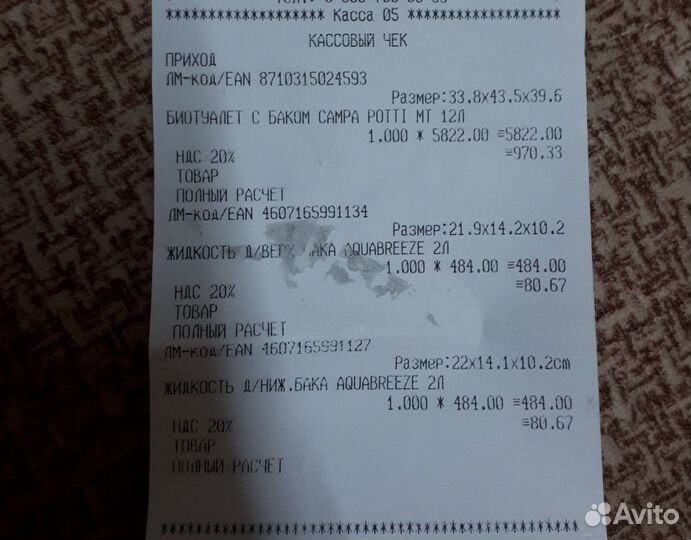 ******************* Касса 05 *******************
КАССОВЫЙ ЧЕК
ПРИХОД
ЛМ-код/EAN 8710315024593
Размер:33.8x43.5x39.6
БИОТУАЛЕТ С БАКОМ CAMPA POTTI MT 12Л
1.000 * 5822.00 =5822.00
НДС 20% =970.33
ТОВАР
ПОЛНЫЙ РАСЧЕТ
ЛМ-код/EAN 4607165991134
Размер:21.9x14.2x10.2
ЖИДКОСТЬ Д/ВЕРХ.БАКА AQUABREEZE 2Л
1.000 * 484.00 =484.00
НДС 20% =80.67
ТОВАР
ПОЛНЫЙ РАСЧЕТ
ЛМ-код/EAN 4607165991127
Размер:22x14.1x10.2cm
ЖИДКОСТЬ Д/НИЖ.БАКА AQUABREEZE 2Л
1.000 * 484.00 =484.00
НДС 20% =80.67
ТОВАР
ПОЛНЫЙ РАСЧЕТ
************************************************
Avito